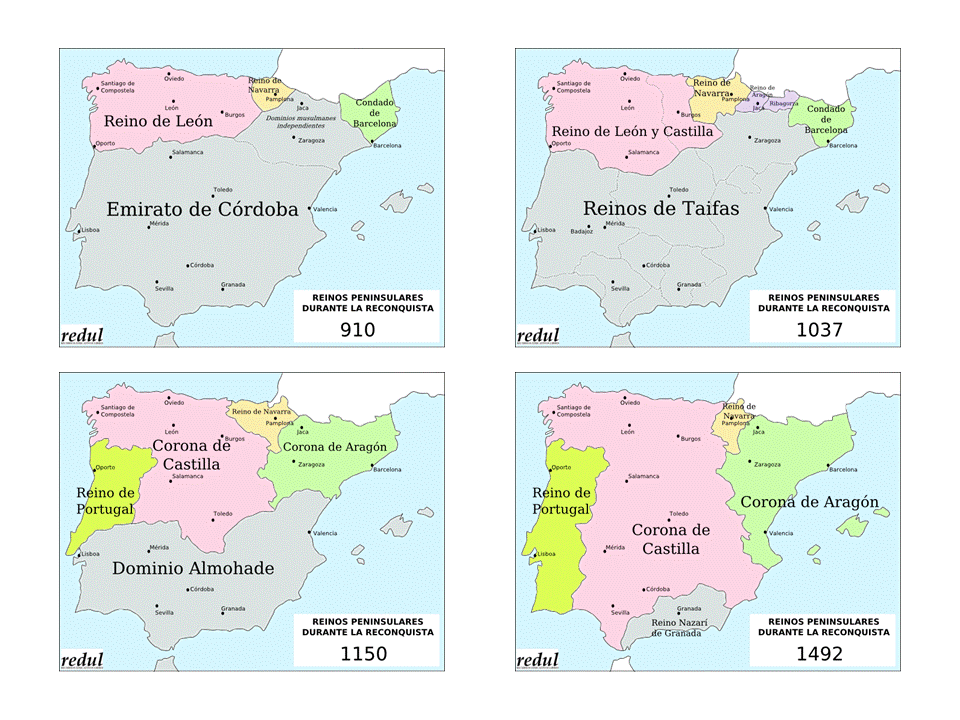 Oviedo
Santiago de
Compostela
Reino de
Navarra
Pamplona
Jaca
León
Burgos
Reino de León
Condado
de
Barcelona
Dominios musulmanes
independientes
Zaragoza
Oporto
Barcelona
Salamanca
Toledo
Emirato de Córdoba
Valencia
Mérida
Lisboa
Córdoba
Sevilla
Granada
REINOS PENINSULARES
DURANTE LA RECONQUISTA
910
redul
Oviedo
Santiago de
Compostela
Reino de
Navarra
Pamplona
Reino de
Aragón
Jaca
Ribagurra
León
Burgos
Reino de León y Castilla
Condado
de
Barcelona
Zaragoza
Oporto
Barcelona
Salamanca
Toledo
Reinos de Taifas
Valencia
Badajoz
Mérida
Lisboa
Córdoba
Sevilla
Granada
REINOS PENINSULARES
DURANTE LA RECONQUISTA
1037
redul
Oviedo
Santiago de
Compostela
Reino de Navarra
Pamplona
Jaca
León
Burgos
Corona de
Castilla
Corona de Aragón
Zaragoza
Oporto
Barcelona
Salamanca
Reino de
Portugal
Toledo
Valencia
Lisboa
Mérida
Dominio Almohade
Córdoba
Sevilla
Granada
REINOS PENINSULARES
DURANTE LA RECONQUISTA
1150
redul
Oviedo
Santiago de
Compostela
Reino de
Navarra
Pamplona
Jaca
León
Burgos
Zaragoza
Oporto
Barcelona
Salamanca
Reino de
Portugal
Corona de Aragón
Toledo
Corona de
Castilla
Valencia
Lisboa
Mérida
Córdoba
Sevilla
Granada
Reino Nazarí
de Granada
REINOS PENINSULARES
DURANTE LA RECONQUISTA
1492
redul